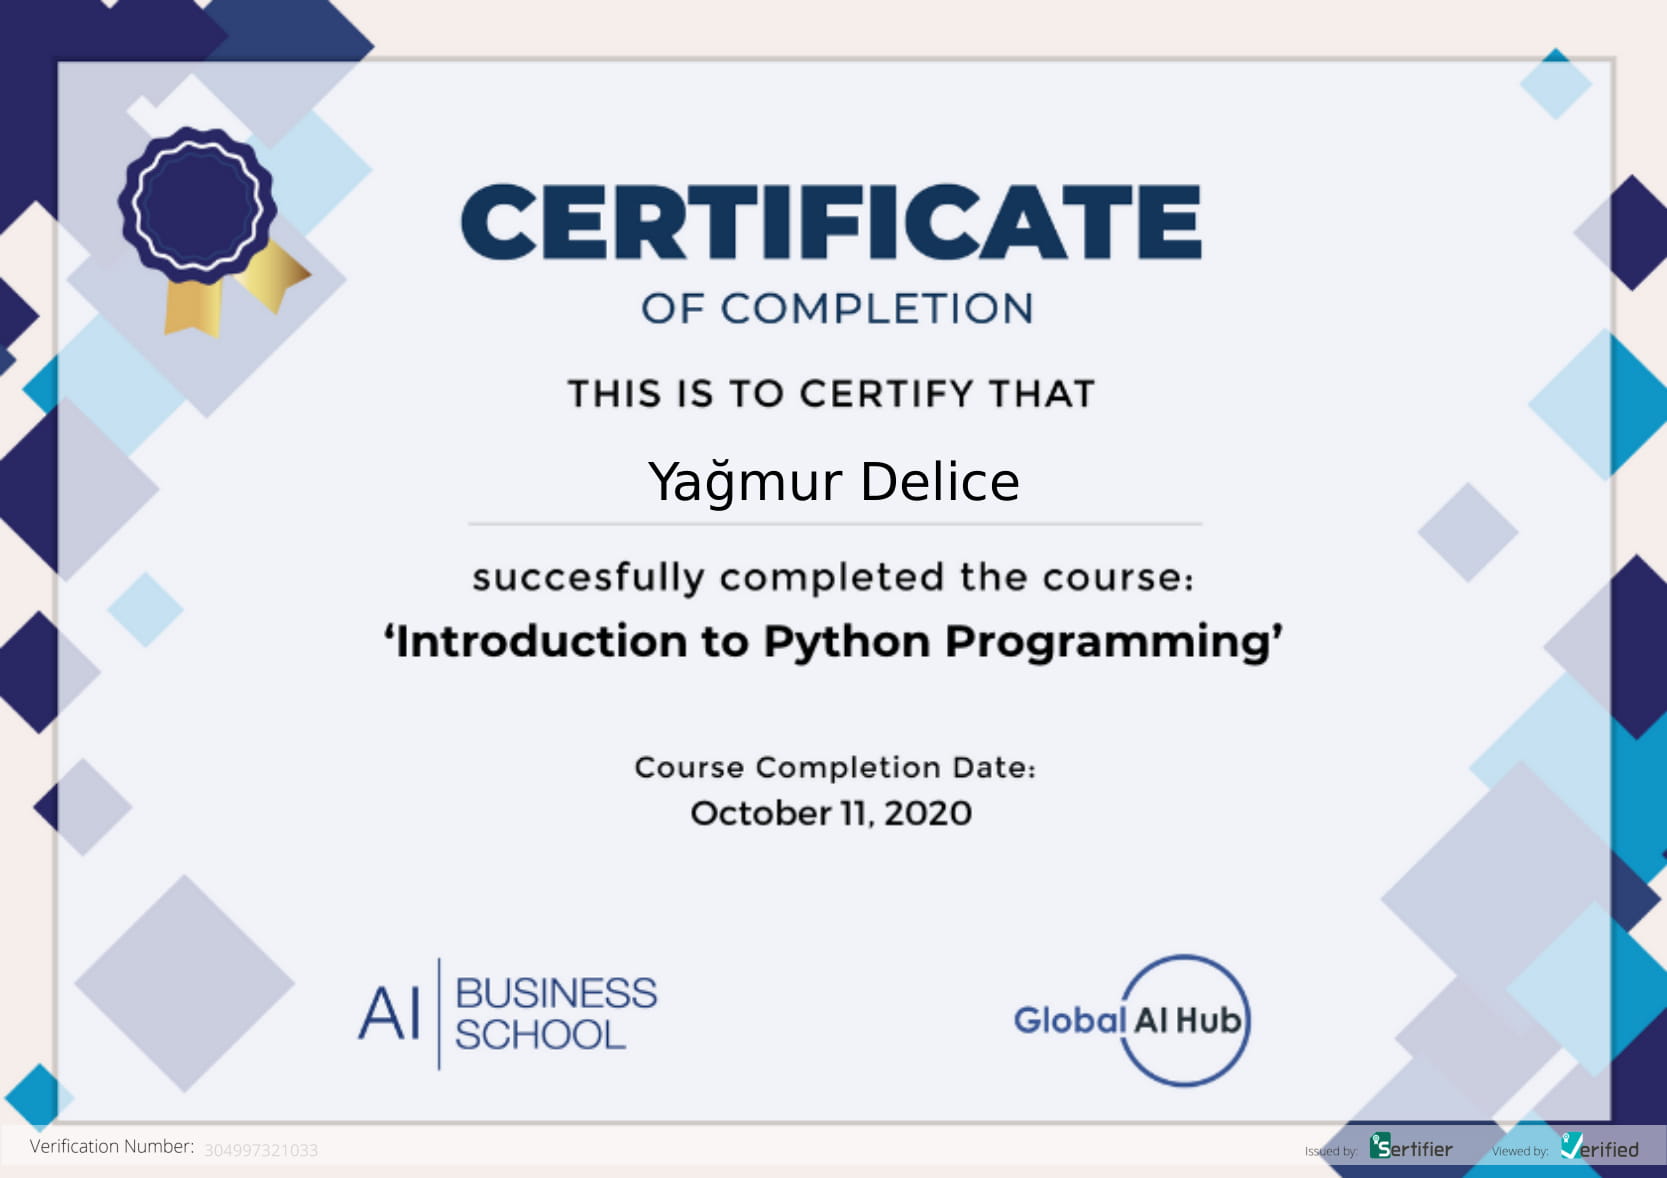 CERTIFICATE
OF COMPLETION
THIS IS TO CERTIFY THAT
Yağmur Delice
succesfully completed the course:
‘Introduction to Python Programming’
Course Completion Date:
October 11, 2020
AI BUSINESS
SCHOOL
Global AI Hub
Verification Number: 304997321033
Issued by: Sertifier Viewed by: Verified